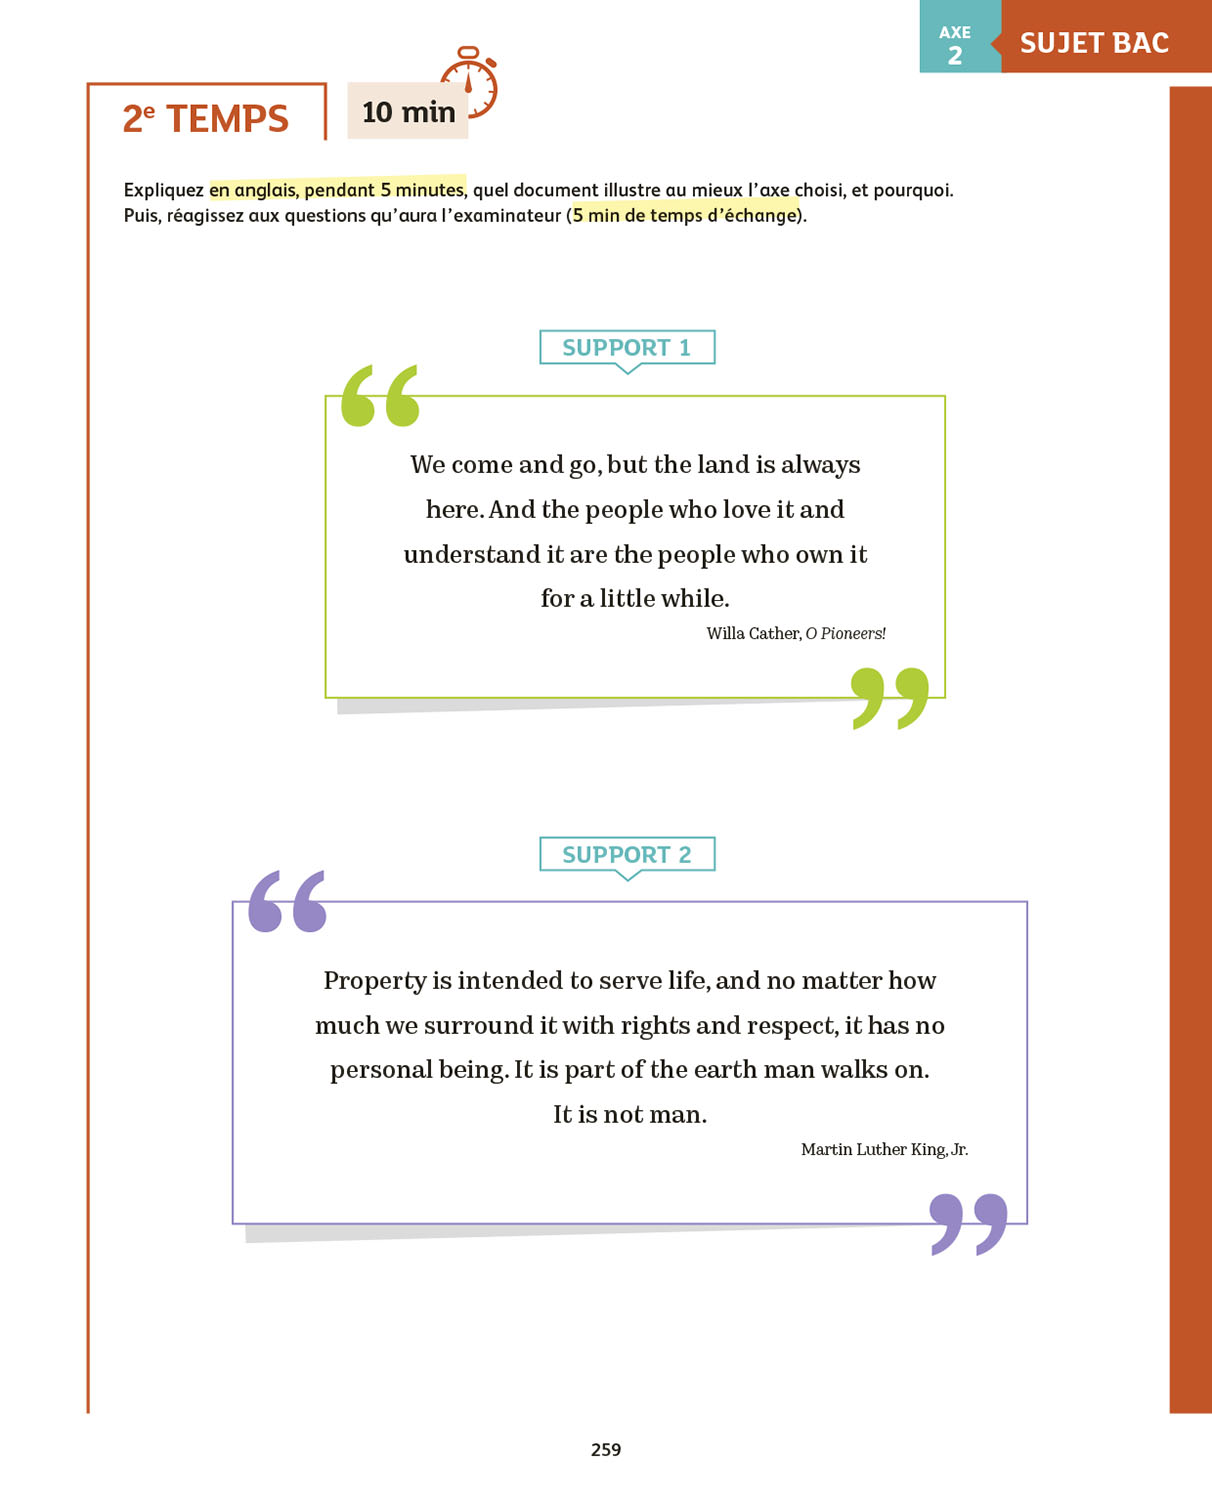 AXE
2
SUJET BAC
2e TEMPS
10 min
Expliquez en anglais, pendant 5 minutes, quel document illustre au mieux l’axe choisi, et pourquoi.
Puis, réagissez aux questions qu’aura l’examinateur (5 min de temps d’échange).
SUPPORT 1
“
We come and go, but the land is always
here. And the people who love it and
understand it are the people who own it
for a little while.
Willa Cather, O Pioneers!
”
SUPPORT 2
“
Property is intended to serve life, and no matter how
much we surround it with rights and respect, it has no
personal being. It is part of the earth man walks on.
It is not man.
Martin Luther King, Jr.
”
259